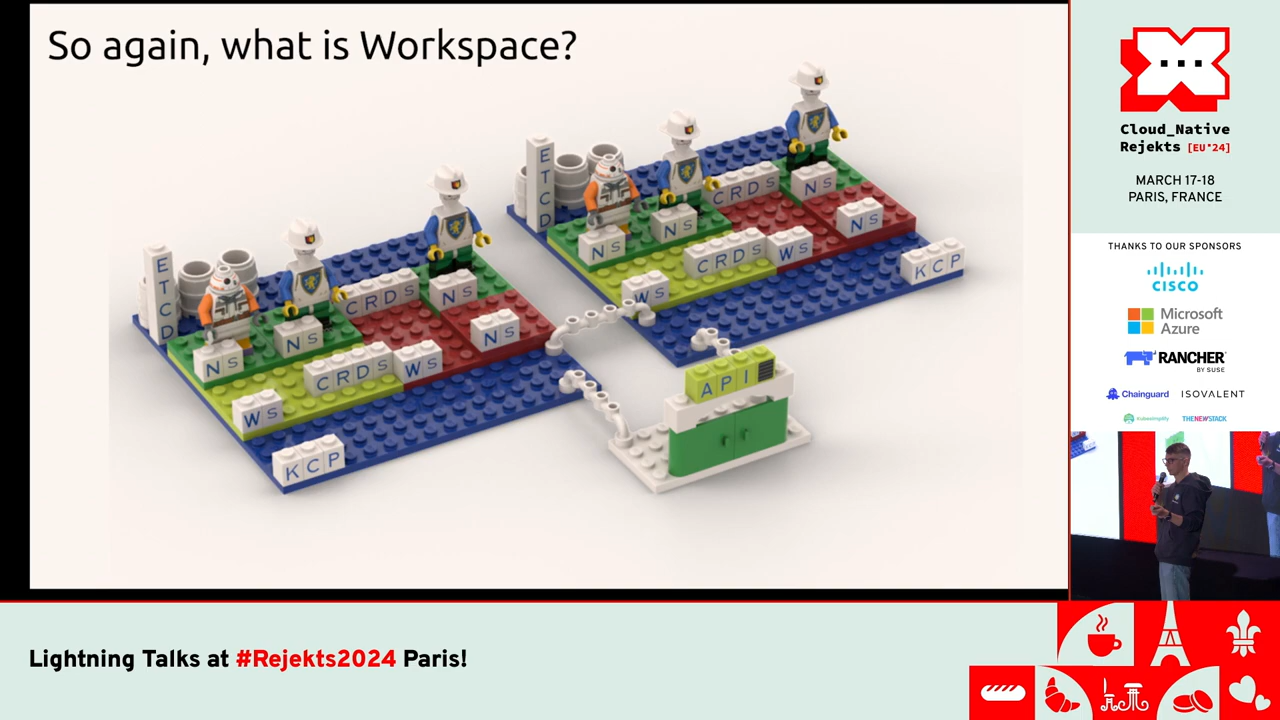 So again, what is Workspace?
ETCD
NS
NS
CRDS
NS
NS
WS
CRDS
WS
KCP
ETCD
NS
NS
CRDS
NS
NS
WS
CRDS
WS
KCP
API
Cloud_Native
Rejekts [EU*24]
MARCH 17-18
PARIS, FRANCE
THANKS TO OUR SPONSORS
CISCO
Microsoft
Azure
RANCHER
BY SUSE
Chainguard ISOVALENT
kubesimplify THENEWSTACK
Lightning Talks at #Rejekts2024 Paris!